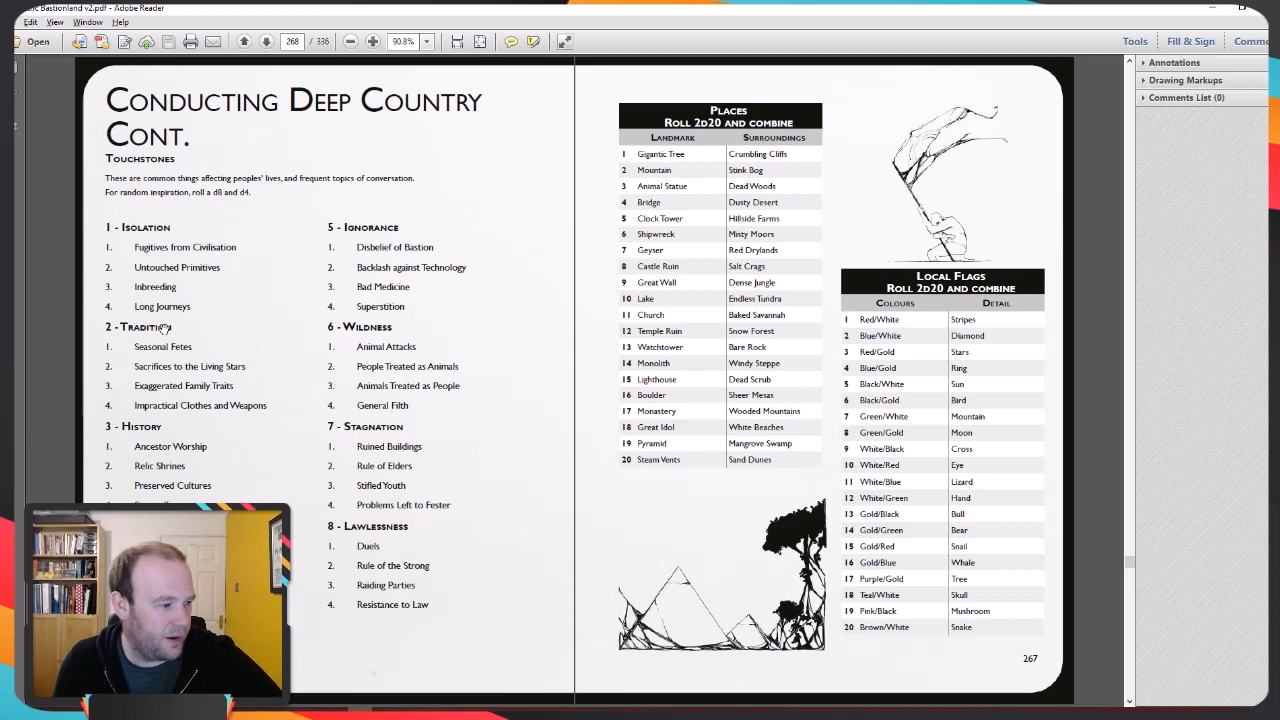 ric Bastionland v2.pdf - Adobe Reader
Edit View Window Help
Open 268 / 336 90.8% Tools Fill & Sign Comme
Annotations
Drawing Markups
Comments List (0)
CONDUCTING DEEP COUNTRY
CONT.
TOUCHSTONES
These are common things affecting peoples' lives, and frequent topics of conversation.
For random inspiration, roll a d8 and d4.
1 - ISOLATION
1. Fugitives from Civilisation
2. Untouched Primitives
3. Inbreeding
4. Long Journeys
2 - TRADITION
1. Seasonal Fetes
2. Sacrifices to the Living Stars
3. Exaggerated Family Traits
4. Impractical Clothes and Weapons
3 - HISTORY
1. Ancestor Worship
2. Relic Shrines
3. Preserved Cultures
5 - IGNORANCE
1. Disbelief of Bastion
2. Backlash against Technology
3. Bad Medicine
4. Superstition
6 - WILDNESS
1. Animal Attacks
2. People Treated as Animals
3. Animals Treated as People
4. General Filth
7 - STAGNATION
1. Ruined Buildings
2. Rule of Elders
3. Stifled Youth
4. Problems Left to Fester
8 - LAWLESSNESS
1. Duels
2. Rule of the Strong
3. Raiding Parties
4. Resistance to Law
PLACES
ROLL 2D20 AND COMBINE
LANDMARK SURROUNDINGS
1 Gigantic Tree Crumbling Cliffs
2 Mountain Stink Bog
3 Animal Statue Dead Woods
4 Bridge Dusty Desert
5 Clock Tower Hillside Farms
6 Shipwreck Misty Moors
7 Geyser Red Drylands
8 Castle Ruin Salt Crags
9 Great Wall Dense Jungle
10 Lake Endless Tundra
11 Church Baked Savannah
12 Temple Ruin Snow Forest
13 Watchtower Bare Rock
14 Monolith Windy Steppe
15 Lighthouse Dead Scrub
16 Boulder Sheer Mesas
17 Monastery Wooded Mountains
18 Great Idol White Beaches
19 Pyramid Mangrove Swamp
20 Steam Vents Sand Dunes
LOCAL FLAGS
ROLL 2D20 AND COMBINE
COLOURS DETAIL
1 Red/White Stripes
2 Blue/White Diamond
3 Red/Gold Stars
4 Blue/Gold Ring
5 Black/White Sun
6 Black/Gold Bird
7 Green/White Mountain
8 Green/Gold Moon
9 White/Black Cross
10 White/Red Eye
11 White/Blue Lizard
12 White/Green Hand
13 Gold/Black Bull
14 Gold/Green Bear
15 Gold/Red Snail
16 Gold/Blue Whale
17 Purple/Gold Tree
18 Teal/White Skull
19 Pink/Black Mushroom
20 Brown/White Snake
267